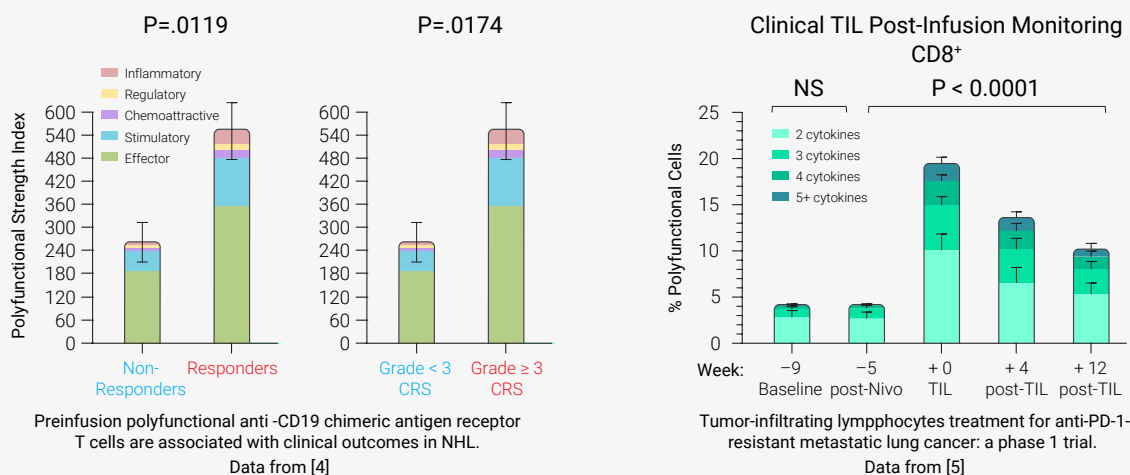 P=.0119
Inflammatory
Regulatory
Chemoattractive
Stimulatory
Effector
Polyfunctional Strength Index
600
540
480
420
360
300
240
180
120
60
0
Non-
Responders
Responders
P=.0174
600
540
480
420
360
300
240
180
120
60
0
Grade < 3
CRS
Grade ≥ 3
CRS
Preinfusion polyfunctional anti -CD19 chimeric antigen receptor
T cells are associated with clinical outcomes in NHL.
Data from [4]
Clinical TIL Post-Infusion Monitoring
CD8⁺
NS
P < 0.0001
2 cytokines
3 cytokines
4 cytokines
5+ cytokines
% Polyfunctional Cells
25
20
15
10
5
0
Week:
−9
Baseline
−5
post-Nivo
+ 0
TIL
+ 4
post-TIL
+ 12
post-TIL
Tumor-infiltrating lympphocytes treatment for anti-PD-1-
resistant metastatic lung cancer: a phase 1 trial.
Data from [5]